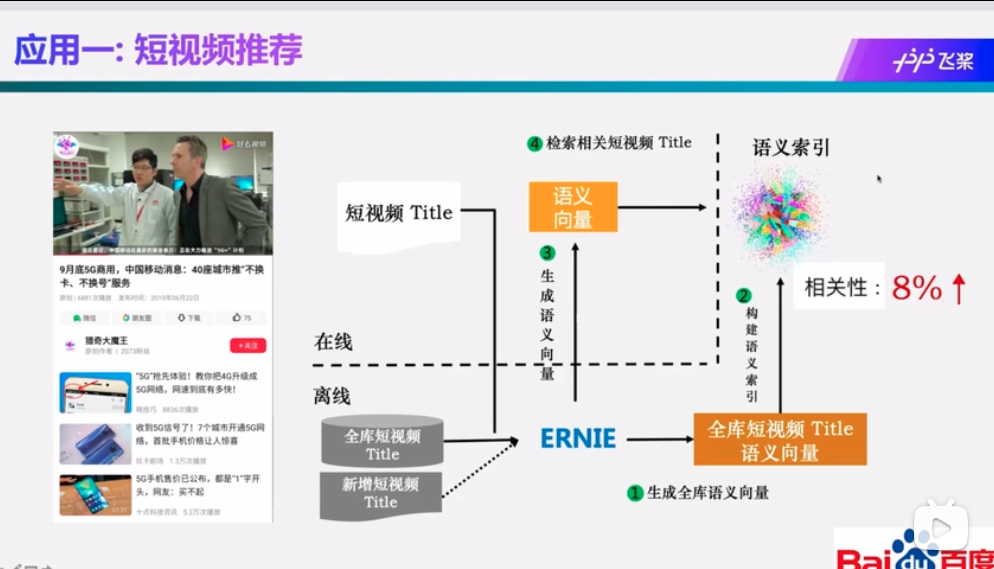 应用一: 短视频推荐
飞桨
好看视频
9月底5G商用，中国移动消息：40座城市推“不换
卡、不换号”服务
原创 | 6881次播放 发布时间：2019年06月22日
微信
朋友圈
下载
75
猎奇大魔王
原创作者 | 2073粉丝
+关注
“5G”抢先体验！教你把4G升级成
5G网络，网速到底有多快！
8836次播放
收到5G信号了！7个城市开通5G网
络，首批手机价格让人惊喜
1.3万次播放
5G手机售价已公布，都是“1”字开
头，网友：买不起
十点科技资讯 5.2万次播放
短视频 Title
4 检索相关短视频 Title
语义
向量
语义索引
3
生成语义向量
2
构建语义索引
相关性：8%
在线
离线
全库短视频
Title
新增短视频
Title
ERNIE
全库短视频 Title
语义向量
1 生成全库语义向量
Bai du 百度